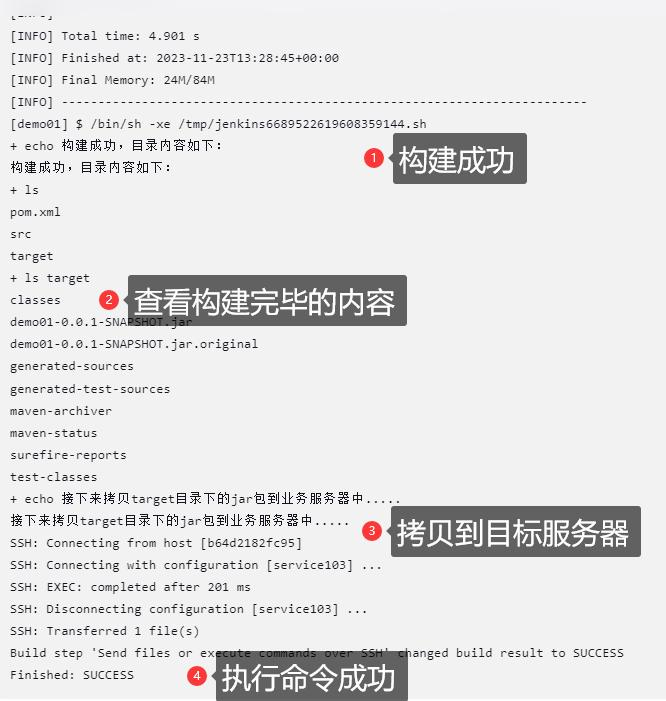 [INFO]
[INFO] Total time: 4.901 s
[INFO] Finished at: 2023-11-23T13:28:45+00:00
[INFO] Final Memory: 24M/84M
[INFO] ------------------------------------------------------------------------
[demo01] $ /bin/sh -xe /tmp/jenkins6689522619608359144.sh
+ echo 构建成功，目录内容如下：
1 构建成功
构建成功，目录内容如下：
+ ls
pom.xml
src
target
+ ls target
classes
2 查看构建完毕的内容
demo01-0.0.1-SNAPSHOT.jar
demo01-0.0.1-SNAPSHOT.jar.original
generated-sources
generated-test-sources
maven-archiver
maven-status
surefire-reports
test-classes
+ echo 接下来拷贝target目录下的jar包到业务服务器中.....
接下来拷贝target目录下的jar包到业务服务器中.....
3 拷贝到目标服务器
SSH: Connecting from host [b64d2182fc95]
SSH: Connecting with configuration [service103] ...
SSH: EXEC: completed after 201 ms
SSH: Disconnecting configuration [service103] ...
SSH: Transferred 1 file(s)
Build step 'Send files or execute commands over SSH' changed build result to SUCCESS
Finished: SUCCESS
4 执行命令成功